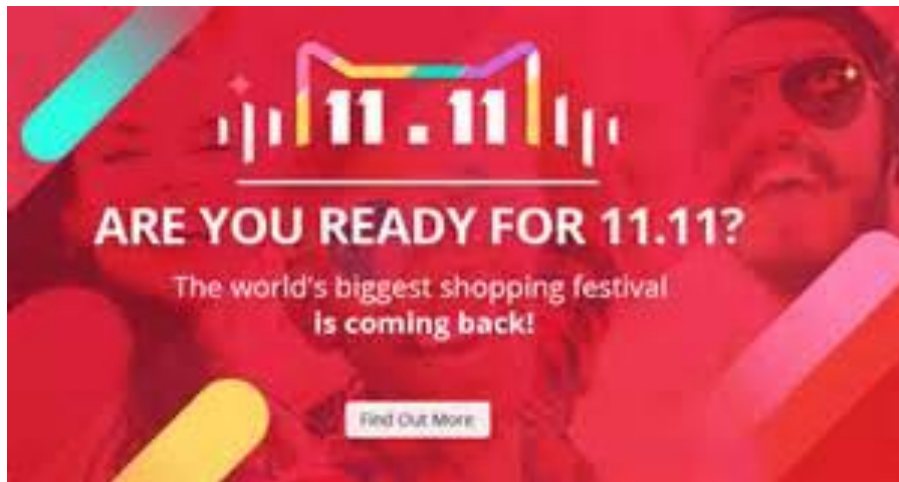 11.11
ARE YOU READY FOR 11.11?
The world's biggest shopping festival
is coming back!
Find Out More